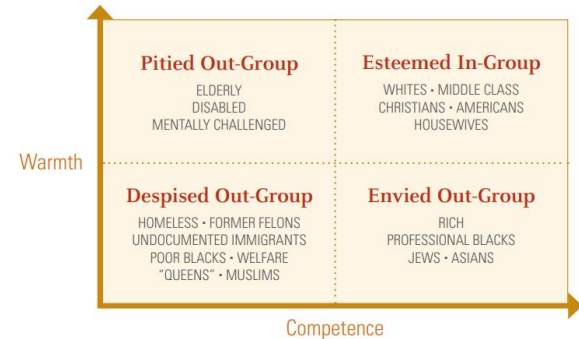 Pitied Out-Group
ELDERLY
DISABLED
MENTALLY CHALLENGED
Esteemed In-Group
WHITES • MIDDLE CLASS
CHRISTIANS • AMERICANS
HOUSEWIVES
Warmth
Despised Out-Group
HOMELESS • FORMER FELONS
UNDOCUMENTED IMMIGRANTS
POOR BLACKS • WELFARE
“QUEENS” • MUSLIMS
Envied Out-Group
RICH
PROFESSIONAL BLACKS
JEWS • ASIANS
Competence